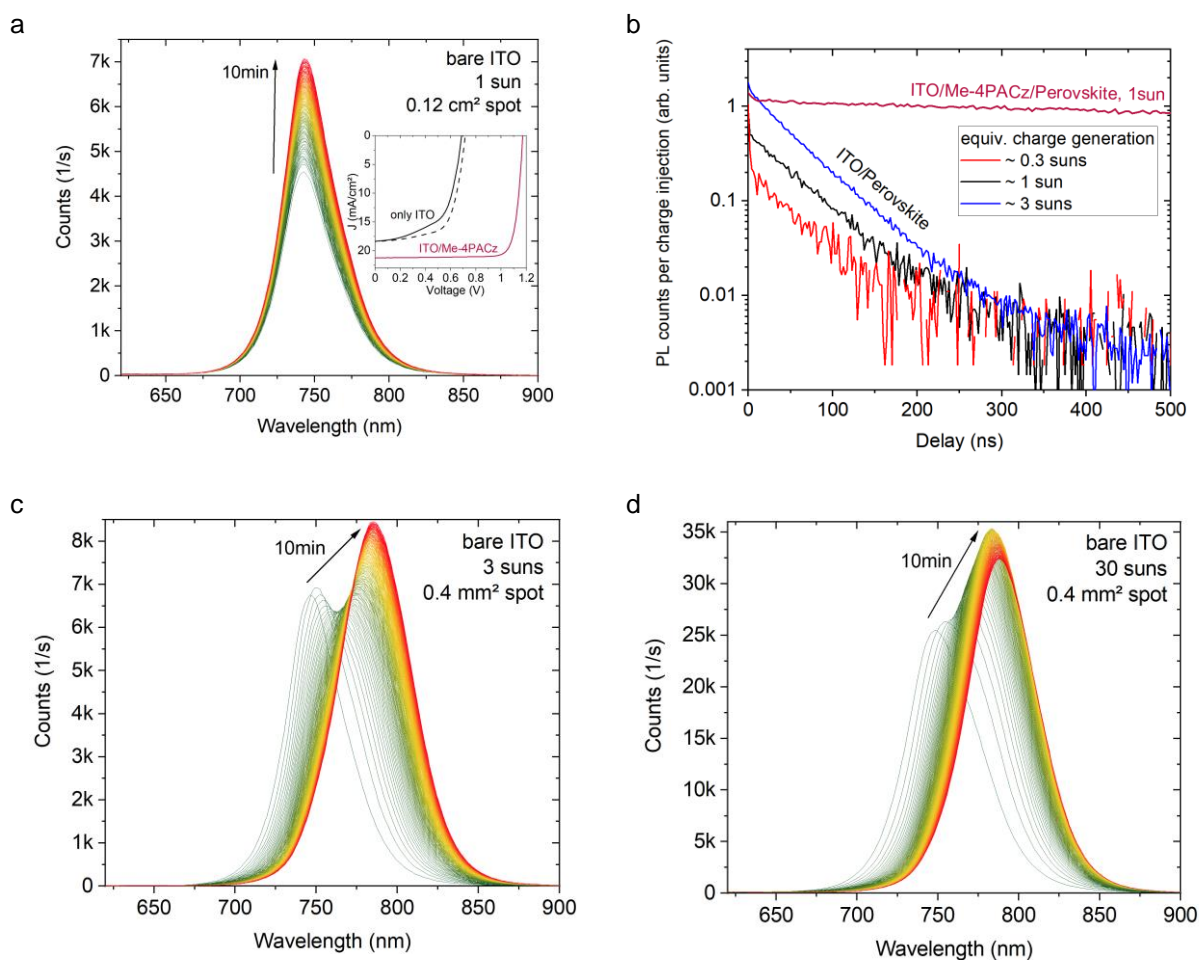 a
bare ITO
1 sun
0.12 cm² spot
10min
7k
6k
5k
4k
3k
2k
1k
0
Counts (1/s)
650 700 750 800 850 900
Wavelength (nm)
0
5
10
15
20
J (mA/cm²)
only ITO
ITO/Me-4PACz
0.0 0.2 0.4 0.6 0.8 1.0 1.2
Voltage (V)
b
PL counts per charge injection (arb. units)
1
0.1
0.01
0.001
ITO/Me-4PACz/Perovskite, 1sun
ITO/Perovskite
equiv. charge generation
~ 0.3 suns
~ 1 sun
~ 3 suns
0 100 200 300 400 500
Delay (ns)
c
bare ITO
3 suns
0.4 mm² spot
10min
8k
7k
6k
5k
4k
3k
2k
1k
0
Counts (1/s)
650 700 750 800 850 900
Wavelength (nm)
d
bare ITO
30 suns
0.4 mm² spot
10min
35k
30k
25k
20k
15k
10k
5k
0
Counts (1/s)
650 700 750 800 850 900
Wavelength (nm)